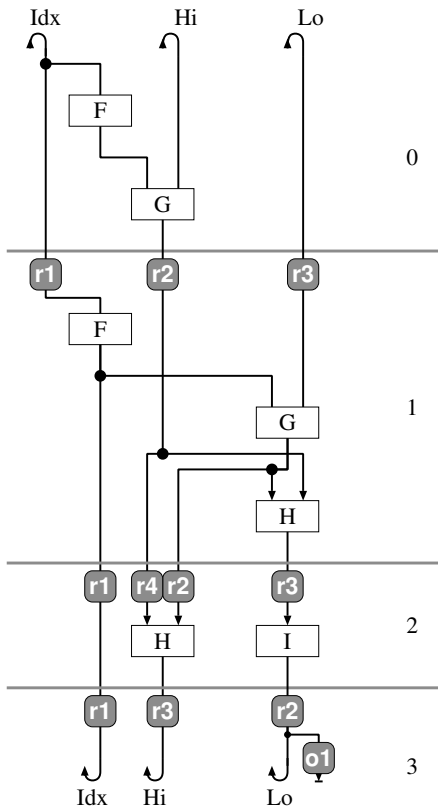 Idx Hi Lo
F
0
G
r1 r2 r3
F
1
G
H
r1 r4 r2 r3
2
H I
r1 r3 r2
o1 3
Idx Hi Lo